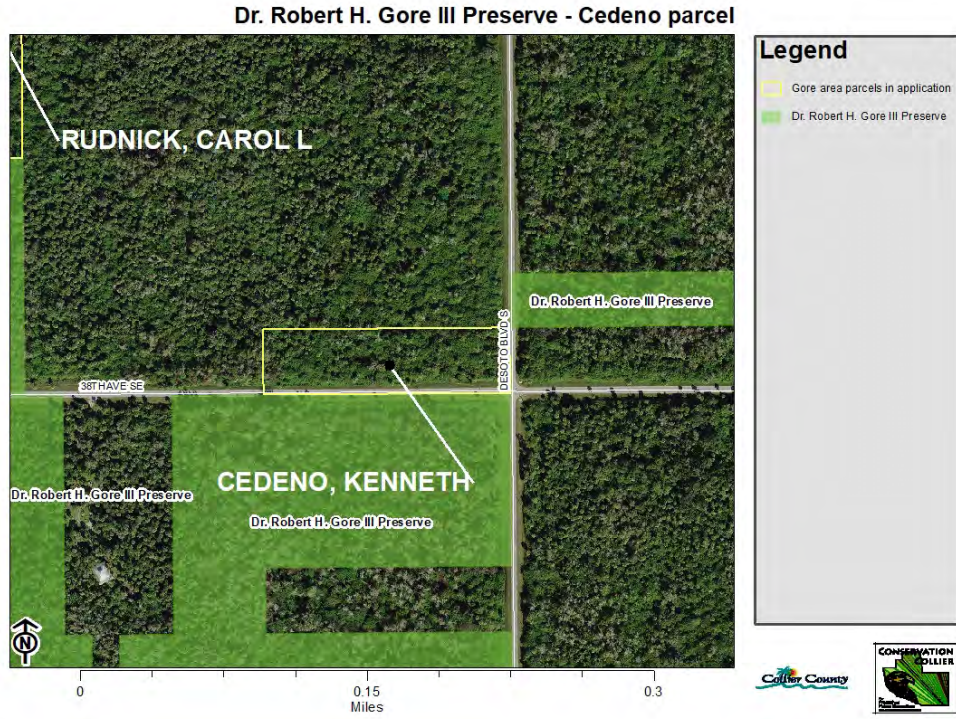 Dr. Robert H. Gore III Preserve - Cedeno parcel
Legend
Gore area parcels in application
Dr. Robert H. Gore III Preserve
RUDNICK, CAROL L
Dr. Robert H. Gore III Preserve
DESOTO BLVD S
38TH AVE SE
CEDENO, KENNETH
Dr. Robert H. Gore III Preserve
Dr. Robert H. Gore III Preserve
N
0
0.15
0.3
Miles
Collier County
CONSERVATION
COLLIER